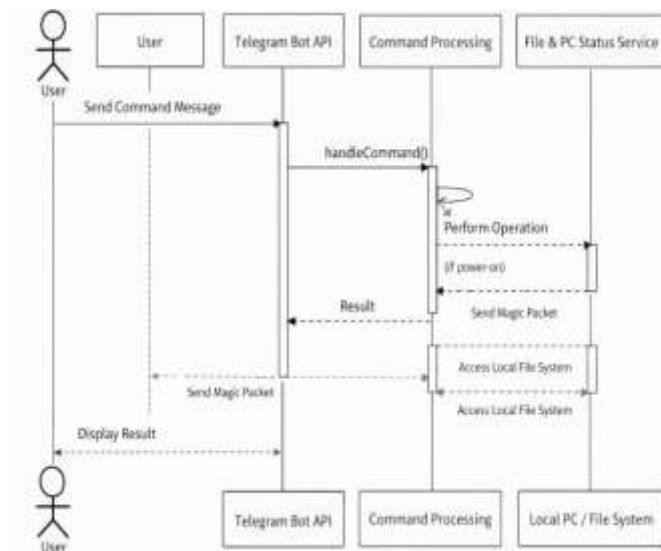 User
Telegram Bot API
Command Processing
File & PC Status Service
User
Send Command Message
handleCommand()
Perform Operation
(if power-on)
Send Magic Packet
Result
Access Local File System
Send Magic Packet
Access Local File System
Display Result
Telegram Bot API
Command Processing
Local PC / File System
User